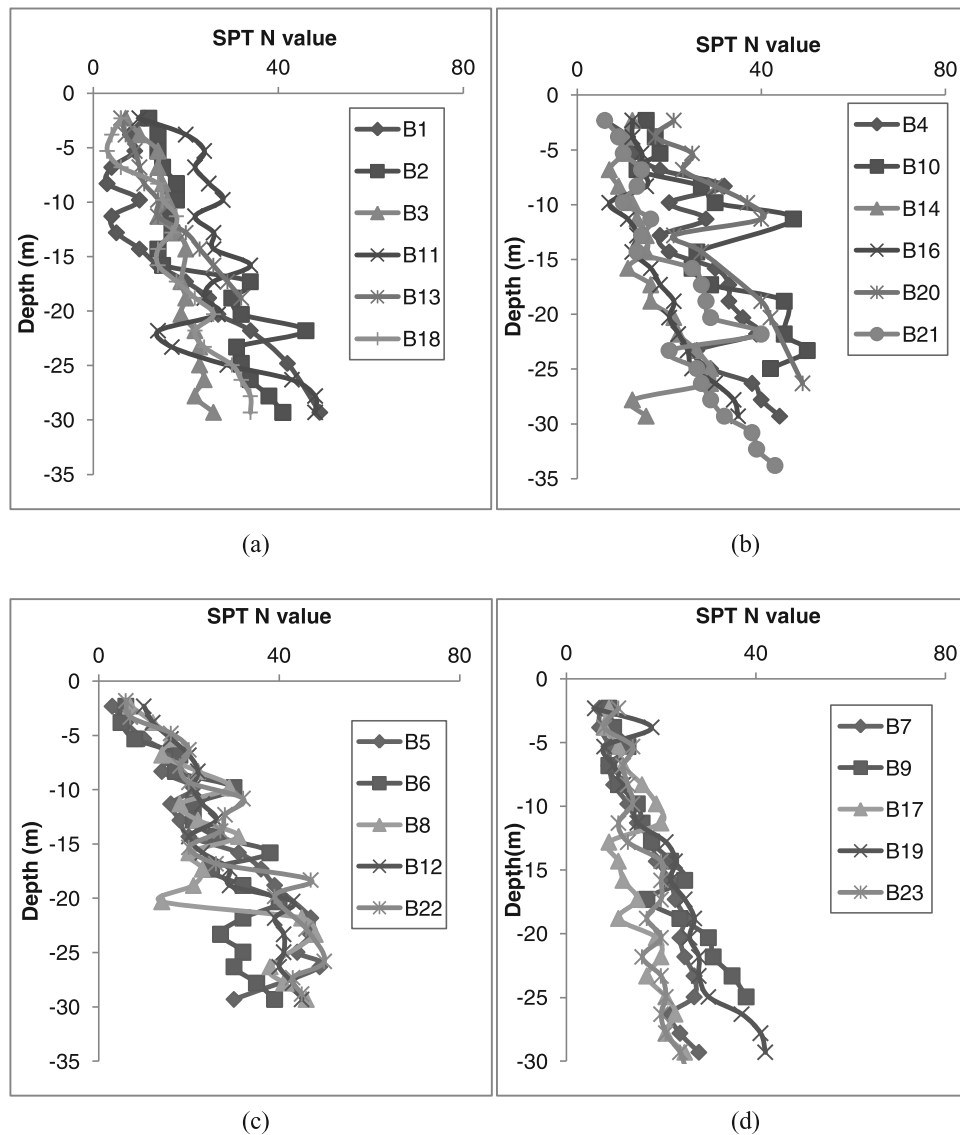 SPT N value
0 40 80
0
-5
-10
-15
-20
-25
-30
-35
Depth (m)
B1
B2
B3
B11
B13
B18
(a)
SPT N value
0 40 80
0
-5
-10
-15
-20
-25
-30
-35
Depth (m)
B4
B10
B14
B16
B20
B21
(b)
SPT N value
0 40 80
0
-5
-10
-15
-20
-25
-30
-35
Depth (m)
B5
B6
B8
B12
B22
(c)
SPT N value
0 40 80
0
-5
-10
-15
-20
-25
-30
Depth(m)
B7
B9
B17
B19
B23
(d)